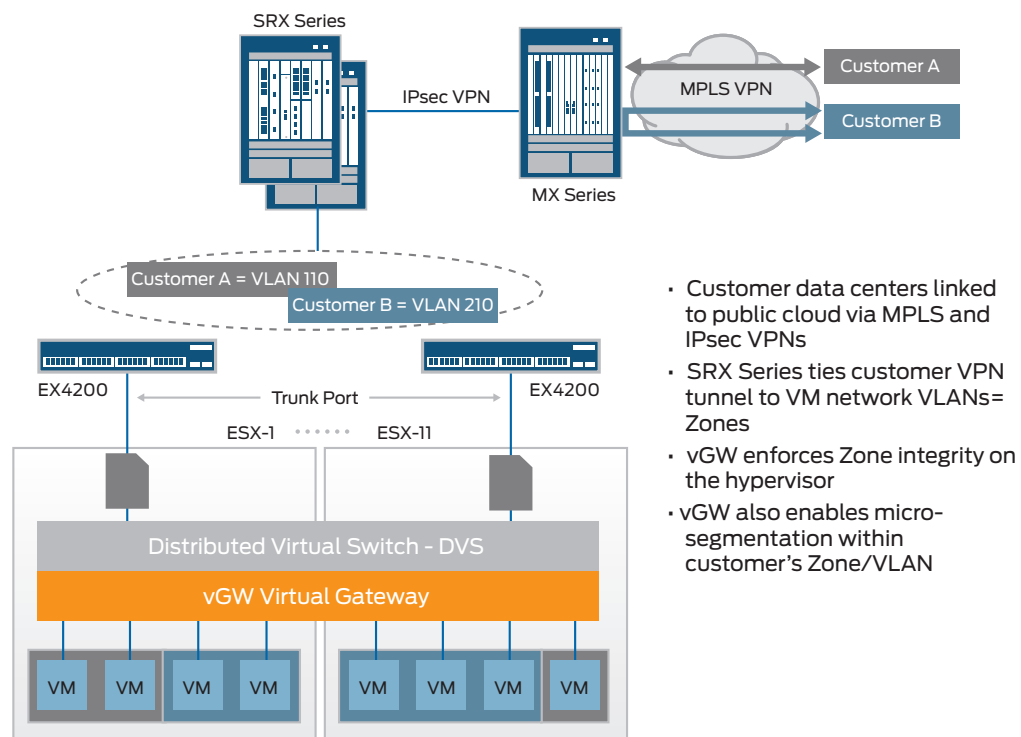 SRX Series
IPsec VPN
MX Series
MPLS VPN
Customer A
Customer B
Customer A = VLAN 110
Customer B = VLAN 210
EX4200
Trunk Port
EX4200
ESX-1
ESX-11
Distributed Virtual Switch - DVS
vGW Virtual Gateway
VM
VM
VM
VM
VM
VM
VM
VM
· Customer data centers linked
to public cloud via MPLS and
IPsec VPNs
· SRX Series ties customer VPN
tunnel to VM network VLANs=
Zones
· vGW enforces Zone integrity on
the hypervisor
· vGW also enables micro-
segmentation within
customer's Zone/VLAN